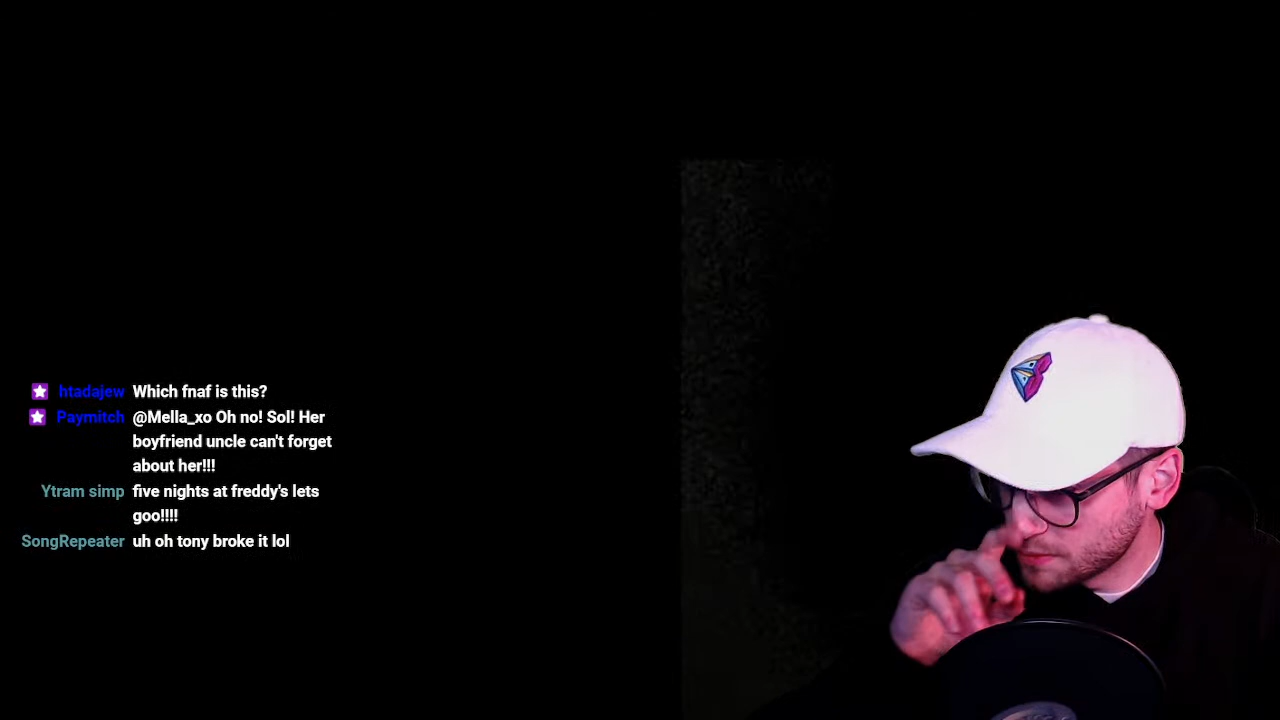 htadajew Which fnaf is this?
Paymitch @Mella_xo Oh no! Sol! Her
boyfriend uncle can't forget
about her!!!
Ytram simp five nights at freddy's lets
goo!!!!
SongRepeater uh oh tony broke it lol